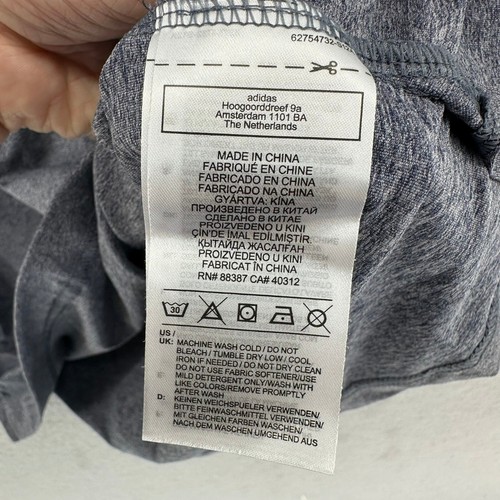 62754732
adidas
Hoogoorddreef 9a
Amsterdam 1101 BA
The Netherlands
MADE IN CHINA
FABRIQUÉ EN CHINE
FABRICADO EN CHINA
FABRICADO NA CHINA
GYÁRTVA: KÍNA
ПРОИЗВЕДЕНО В КИТАЙ
СДЕЛАНО В КИТАЕ
PROIZVEDENO U KINI
ÇİN'DE IMAL EDİLMİŞTİR
ҚЫТАЙДА ЖАСАЛҒАН
PROIZVEDENO U KINI
FABRICAT ÎN CHINA
RN# 88387 CA# 40312
30
US /
UK: MACHINE WASH COLD / DO NOT
BLEACH / TUMBLE DRY LOW / COOL
IRON IF NEEDED / DO NOT DRY CLEAN
DO NOT USE FABRIC SOFTENER/USE
MILD DETERGENT ONLY/WASH WITH
LIKE COLORS/REMOVE PROMPTLY
AFTER WASH
D: KEINEN WEICHSPÜLER VERWENDEN/
BITTE FEINWASCHMITTEL VERWENDEN/
MIT GLEICHEN FARBEN WASCHEN/
NACH DEM WASCHEN UMGEHEND AUS